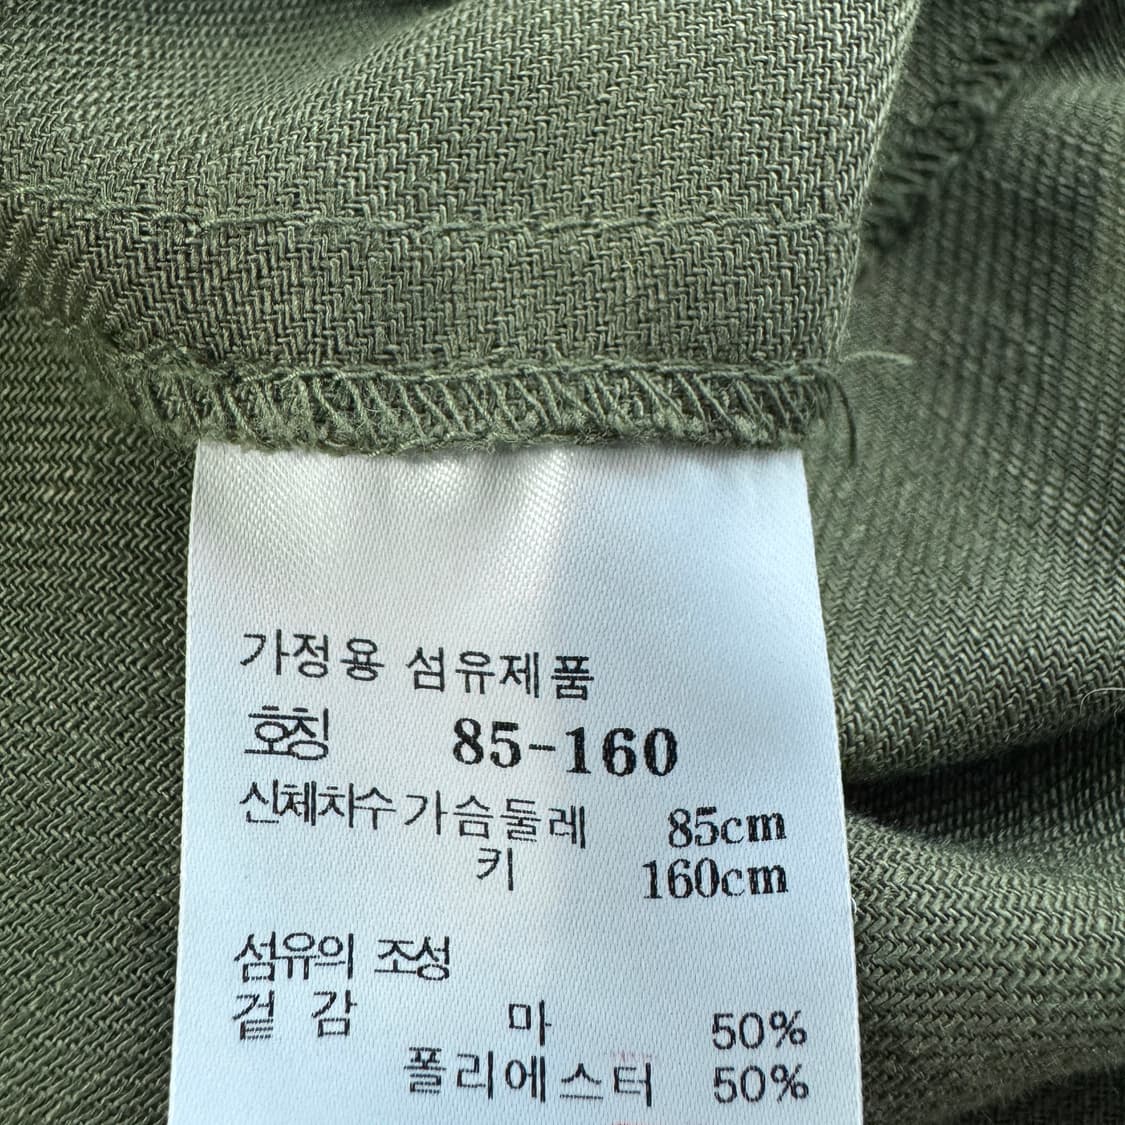 가정용 섬유제품
호칭 85-160
신체치수 가슴둘레 85cm
키 160cm
섬유의 조성
겉 감 마 50%
폴리에스터 50%